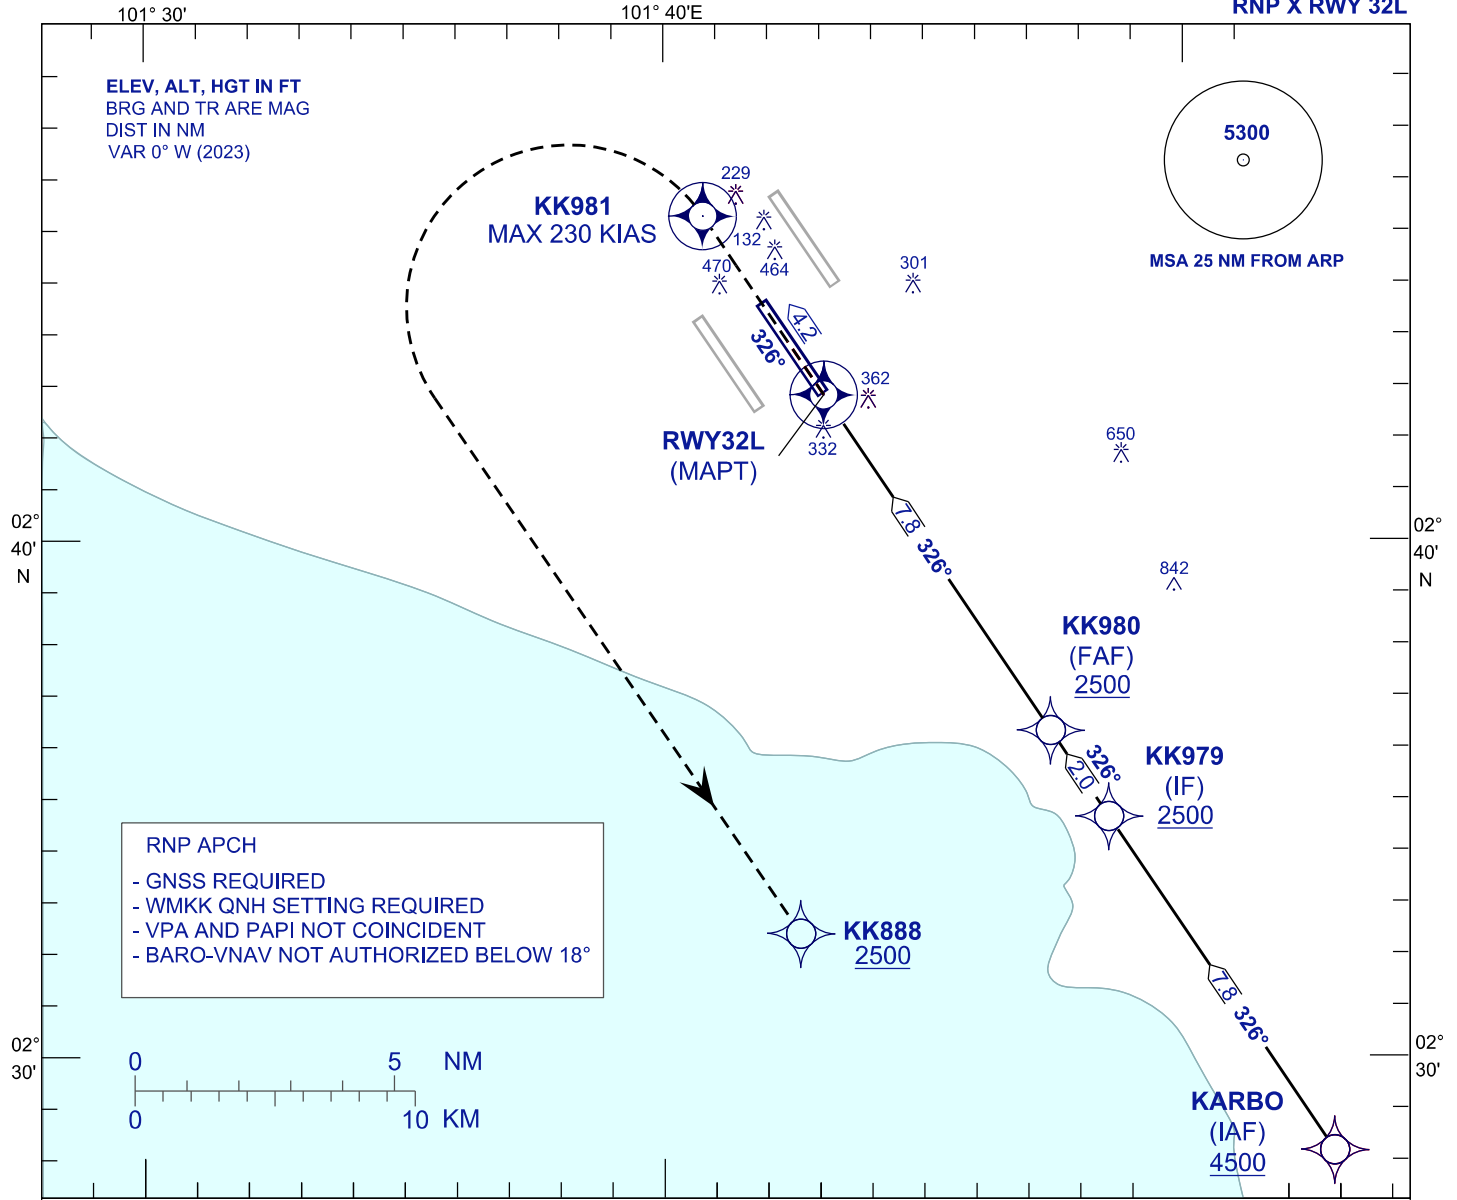 RNP X RWY 32L
101° 30'
101° 40'E
ELEV, ALT, HGT IN FT
BRG AND TR ARE MAG
DIST IN NM
VAR 0° W (2023)
5300
MSA 25 NM FROM ARP
KK981
MAX 230 KIAS
229
132
464
470
301
4.2
326°
362
RWY32L
(MAPT)
332
650
7.8 326°
02°
40'
N
02°
40'
N
842
KK980
(FAF)
2500
326°
2.0
KK979
(IF)
2500
RNP APCH
- GNSS REQUIRED
- WMKK QNH SETTING REQUIRED
- VPA AND PAPI NOT COINCIDENT
- BARO-VNAV NOT AUTHORIZED BELOW 18°
KK888
2500
7.8 326°
02°
30'
02°
30'
0 5 NM
0 10 KM
KARBO
(IAF)
4500